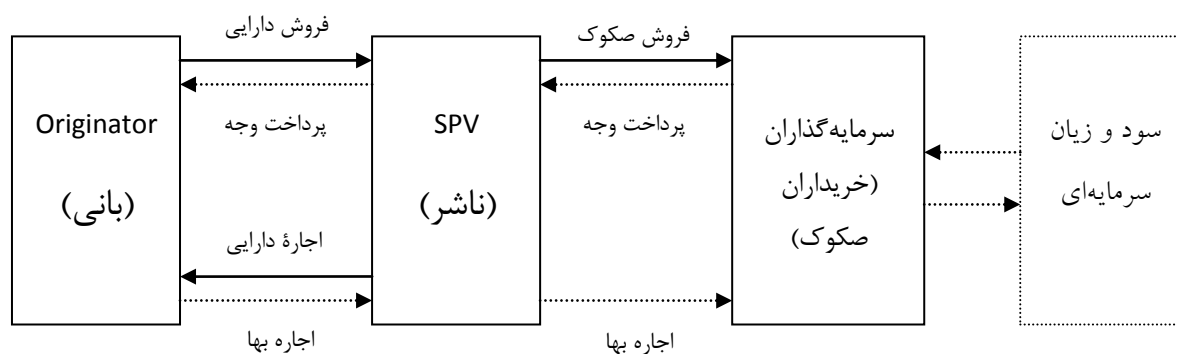 فروش دارایی
فروش صکوک
Originator
(بانی)
پرداخت وجه
SPV
(ناشر)
پرداخت وجه
سرمایه‌گذاران
(خریداران
صکوک)
سود و زیان
سرمایه‌ای
اجارۀ دارایی
اجاره بها
اجاره بها